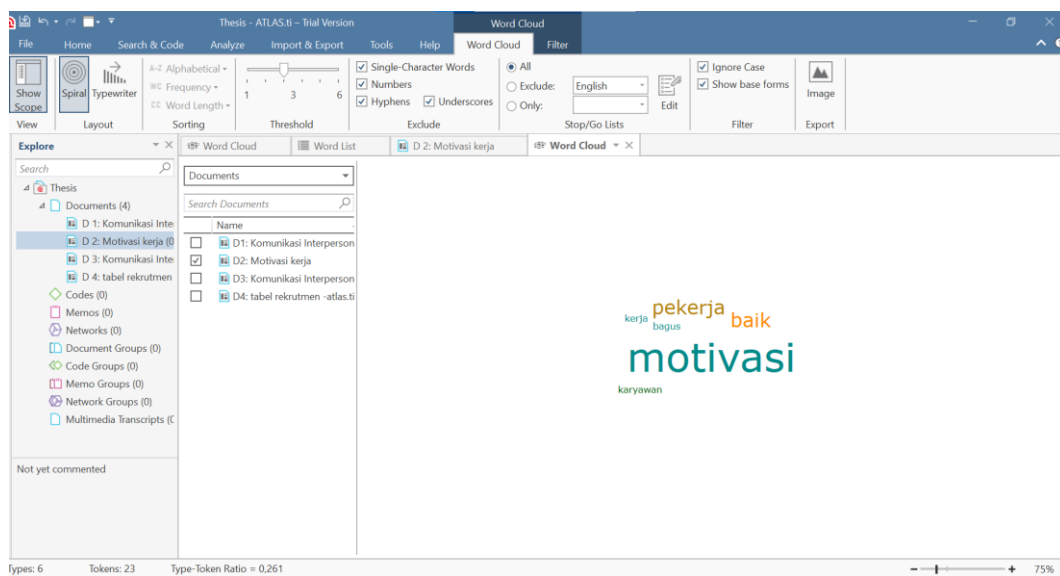 Thesis - ATLAS.ti – Trial Version
Word Cloud
File Home Search & Code Analyze Import & Export Tools Help Word Cloud Filter
Show Scope
Spiral
Typewriter
A-Z Alphabetical
WC Frequency
CC Word Length
1 3 6
Single-Character Words
Numbers
Hyphens Underscores
All
Exclude: English
Only:
Edit
Ignore Case
Show base forms
Image
View Layout Sorting Threshold Exclude Stop/Go Lists Filter Export
Explore
Word Cloud Word List D 2: Motivasi kerja Word Cloud
Search
Thesis
Documents (4)
D 1: Komunikasi Inte
D 2: Motivasi kerja (0
D 3: Komunikasi Inte
D 4: tabel rekrutmen
Codes (0)
Memos (0)
Networks (0)
Document Groups (0)
Code Groups (0)
Memo Groups (0)
Network Groups (0)
Multimedia Transcripts (0
Not yet commented
Documents
Search Documents
Name
D1: Komunikasi Interperson
D2: Motivasi kerja
D3: Komunikasi Interperson
D4: tabel rekrutmen -atlas.ti
kerja pekerja
bagus baik
motivasi
karyawan
Types: 6 Tokens: 23 Type-Token Ratio = 0,261
75%